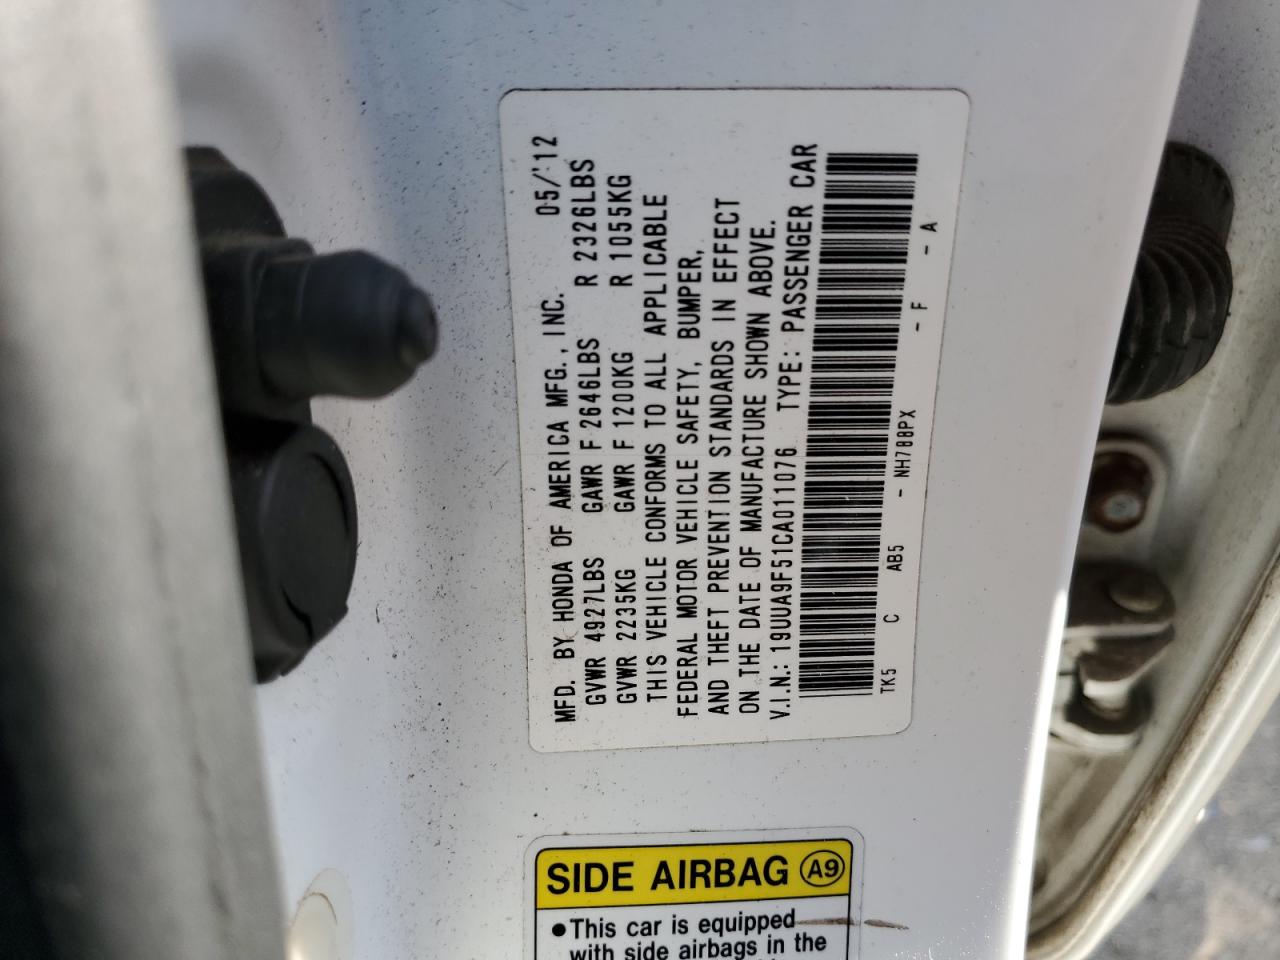 MFD. BY HONDA OF AMERICA MFG., INC. 05/'12
GVWR 4927LBS GAWR F 2646LBS R 2326LBS
GVWR 2235KG GAWR F 1200KG R 1055KG
THIS VEHICLE CONFORMS TO ALL APPLICABLE
FEDERAL MOTOR VEHICLE SAFETY, BUMPER,
AND THEFT PREVENTION STANDARDS IN EFFECT
ON THE DATE OF MANUFACTURE SHOWN ABOVE.
V.I.N.: 19UUA9F51CA011076 TYPE: PASSENGER CAR
TK5 C AB5 - NH788PX - F - A
SIDE AIRBAG A9
●This car is equipped
with side airbags in the